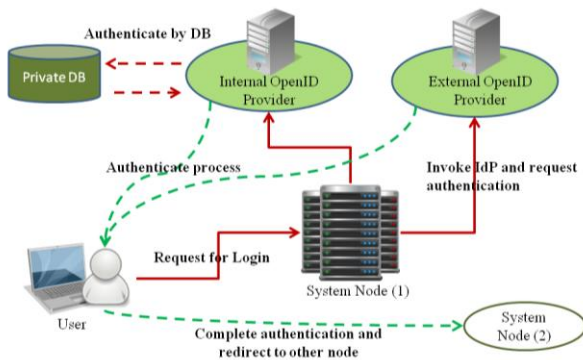 Authenticate by DB
Private DB
Internal OpenID
Provider
External OpenID
Provider
Authenticate process
Invoke IdP and request
authentication
Request for Login
System Node (1)
User
System
Node (2)
Complete authentication and
redirect to other node